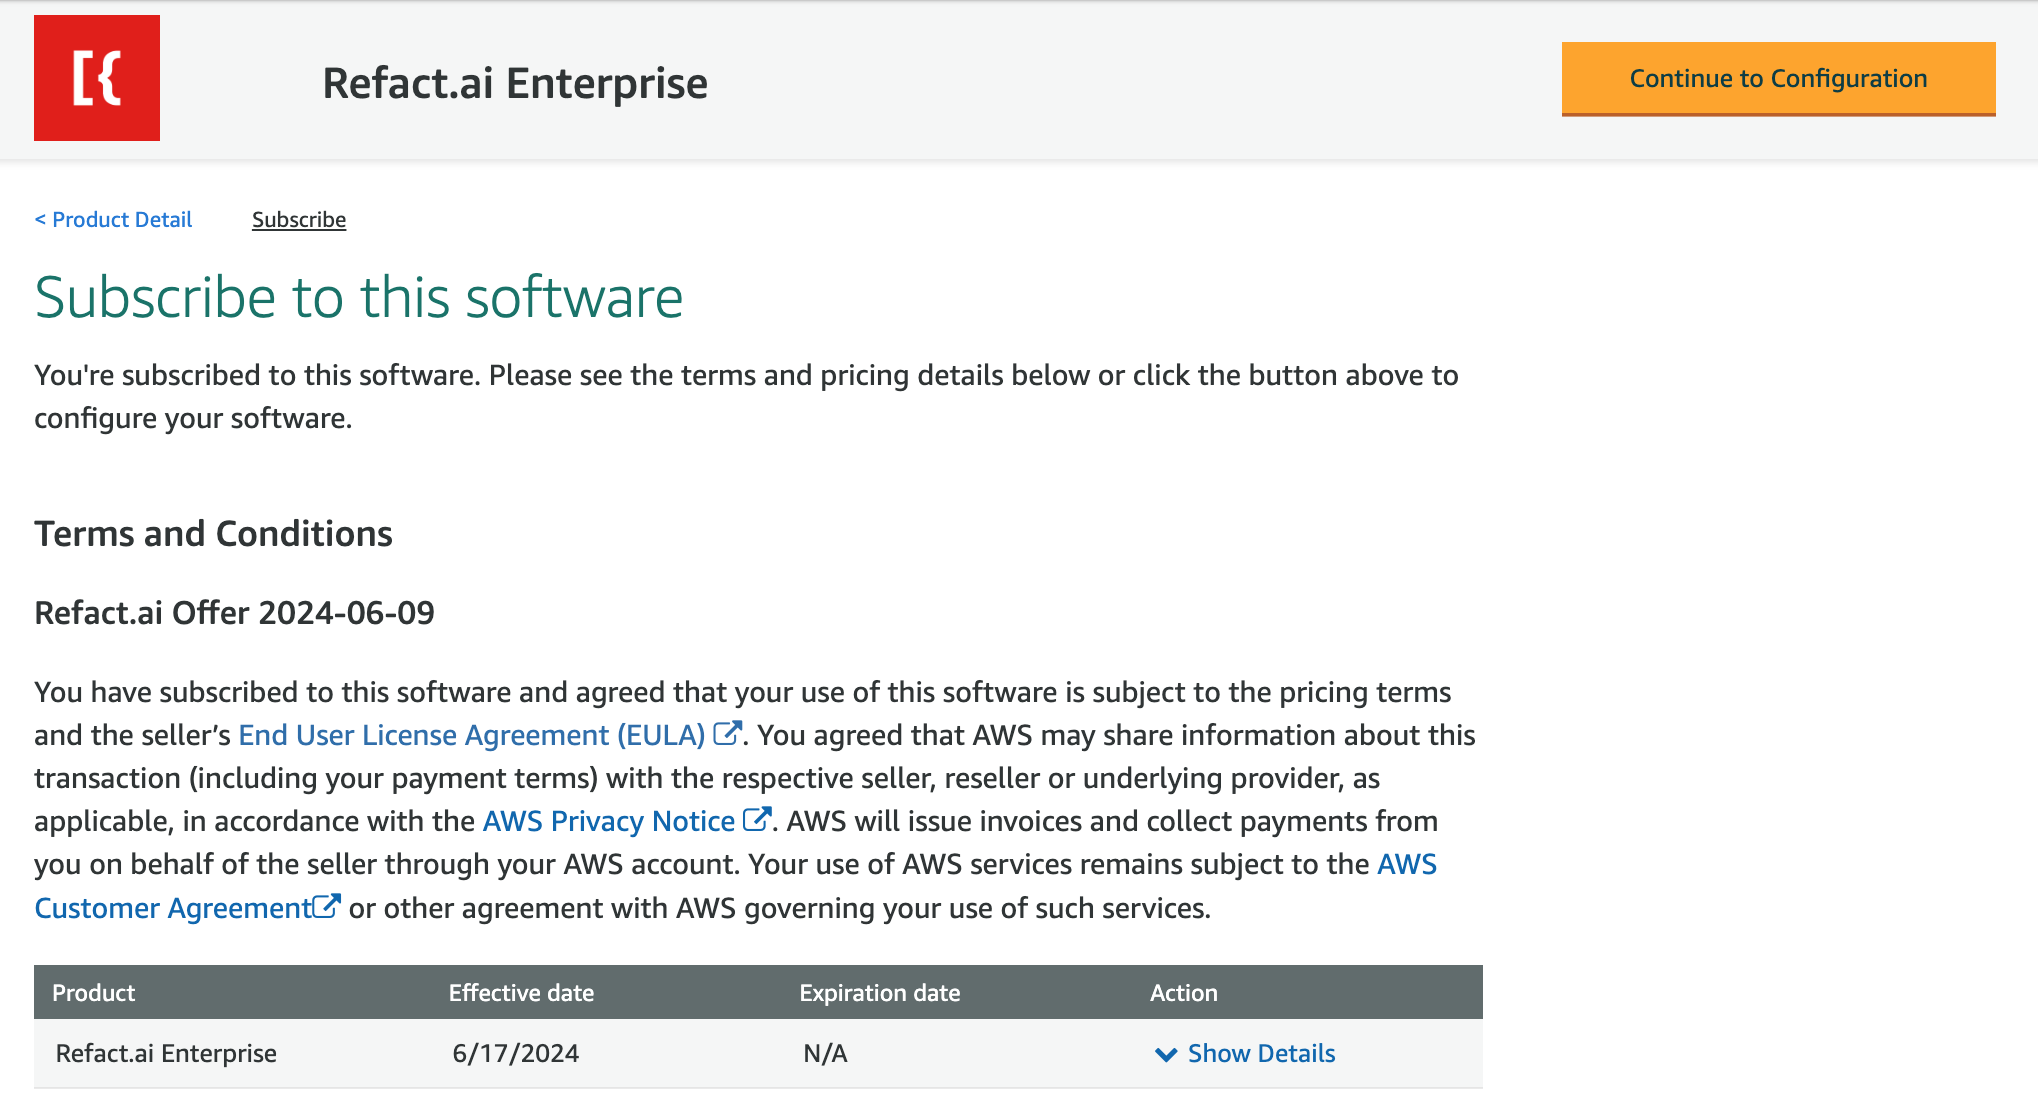 [{
Refact.ai Enterprise
Continue to Configuration
< Product Detail
Subscribe
Subscribe to this software
You're subscribed to this software. Please see the terms and pricing details below or click the button above to
configure your software.
Terms and Conditions
Refact.ai Offer 2024-06-09
You have subscribed to this software and agreed that your use of this software is subject to the pricing terms
and the seller’s End User License Agreement (EULA). You agreed that AWS may share information about this
transaction (including your payment terms) with the respective seller, reseller or underlying provider, as
applicable, in accordance with the AWS Privacy Notice. AWS will issue invoices and collect payments from
you on behalf of the seller through your AWS account. Your use of AWS services remains subject to the AWS
Customer Agreement or other agreement with AWS governing your use of such services.
Product Effective date Expiration date Action
Refact.ai Enterprise 6/17/2024 N/A Show Details